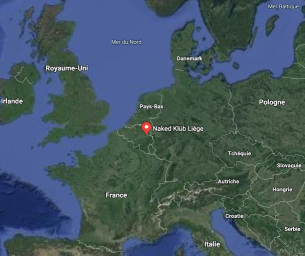 Mer Baltique
Mer du Nord
Danemark
Royaume-Uni
Irlande
Pays-Bas
Pologne
Naked Klüb Liège
Tchéquie
Slovaquie
France
Autriche
Hongrie
Croatie
Serbie
Italie